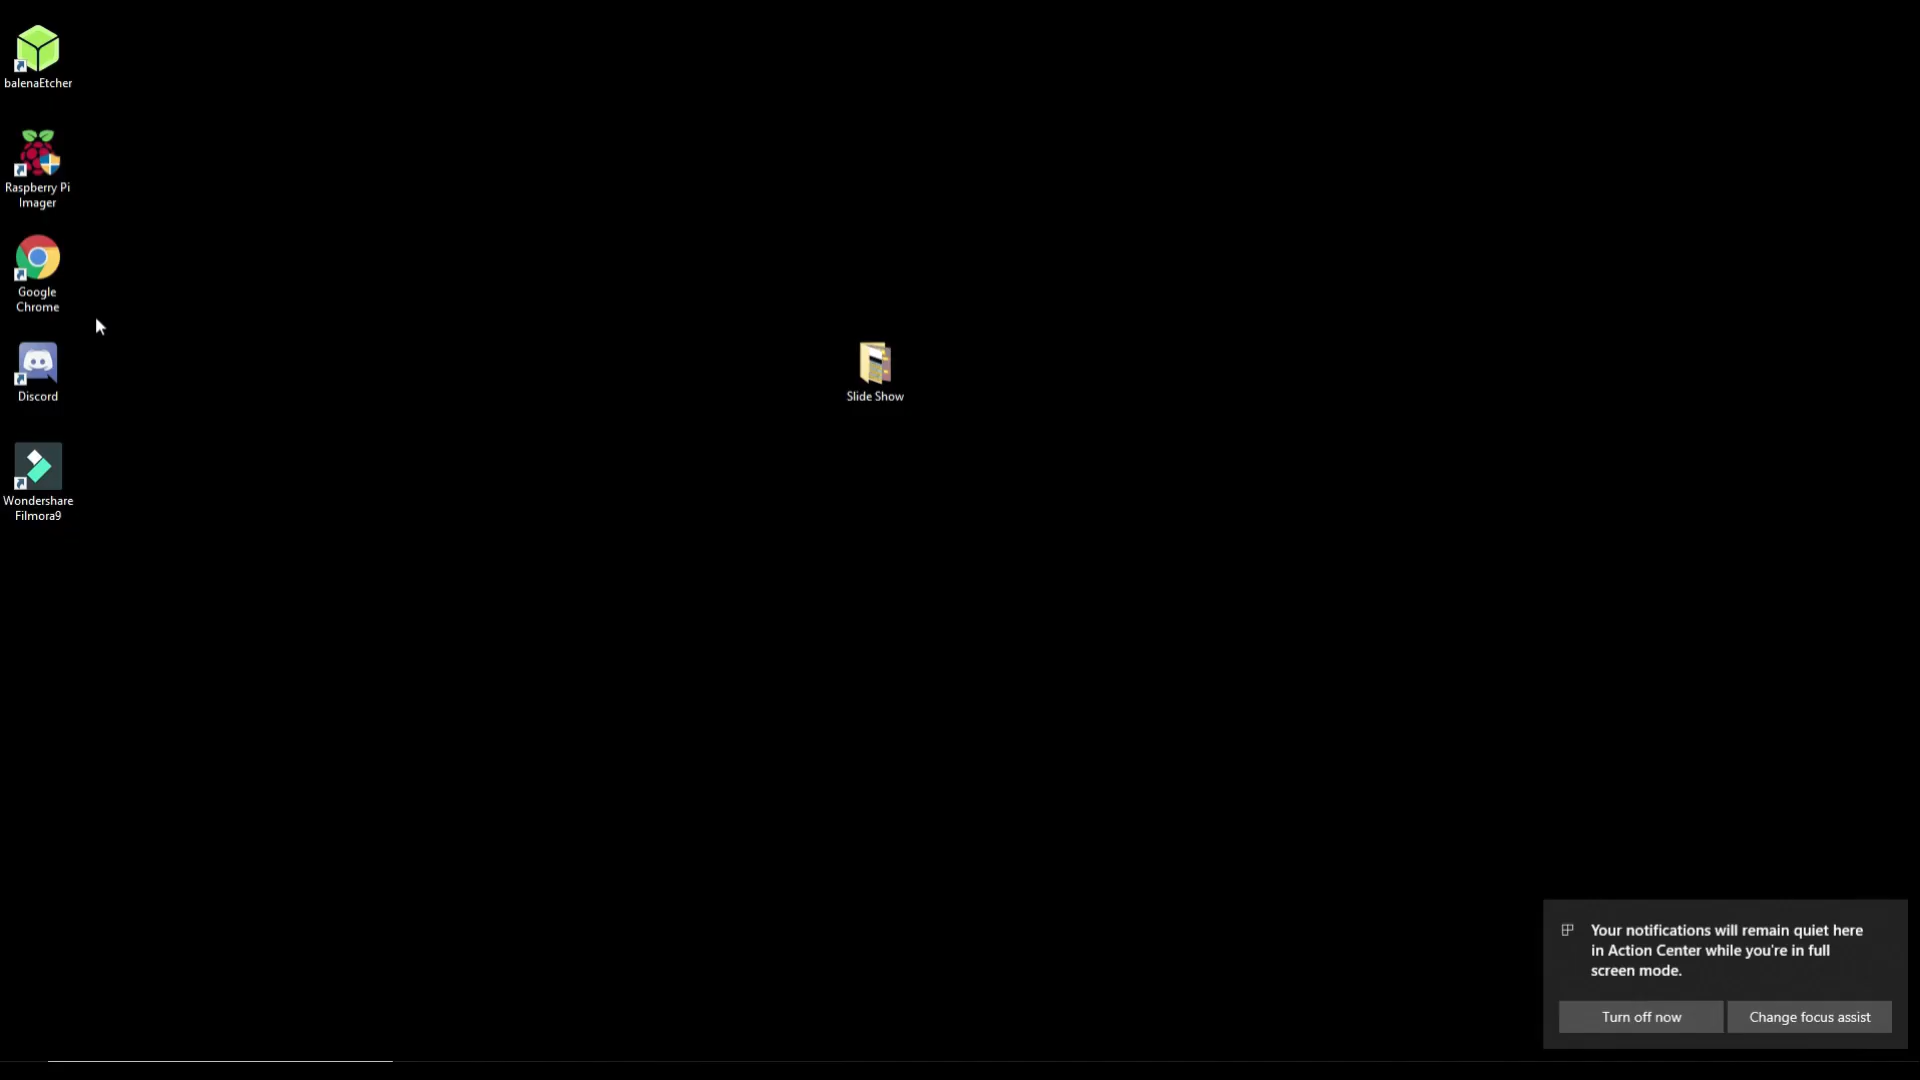 balenaEtcher
Raspberry Pi
Imager
Google
Chrome
Discord
Wondershare
Filmora9
Slide Show
Your notifications will remain quiet here
in Action Center while you're in full
screen mode.
Turn off now
Change focus assist